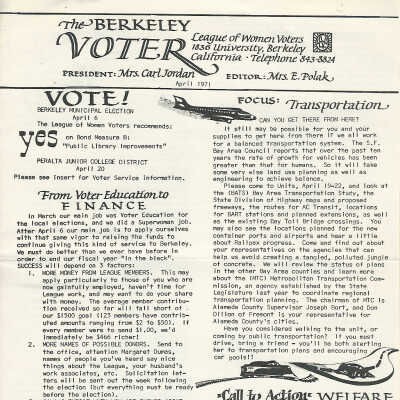 The BERKELEY
VOTER
League of Women Voters
1836 University, Berkeley
California - Telephone 843-8824
PRESIDENT: Mrs. Carl Jordan
EDITOR: Mrs. E. Polak
April 1971
VOTE!
BERKELEY MUNICIPAL ELECTION
April 6
The League of Women Voters recommends:
yes on Bond Measure B:
"Public Library Improvements"
PERALTA JUNIOR COLLEGE DISTRICT
April 20
Please see insert for Voter Service information.
From Voter Education to
FINANCE
In March our main job was Voter Education for
the local elections, and we did a Superwoman job.
After April 6 our main job is to apply ourselves
with that same vigor to raising the funds to
continue giving this kind of service to Berkeley.
We must do better than we ever have before in
order to end our fiscal year "in the black".
SUCCESS will depend on 3 factors:
1. MORE MONEY FROM LEAGUE MEMBERS. This may
apply particularly to those of you who are
now gainfully employed, haven't time for
League work, and may want to do your share
with money. The average member contribu-
tion received so far will fall short of
our $1300 goal (123 members have contrib-
uted amounts ranging from $2 to $50). If
every member were to send $1.00, we'd
immediately be $466 richer!
2. MORE NAMES OF POSSIBLE DONORS. Send to
the office, attention Margaret Dumas,
names of people you've heard say nice
things about the League, your husband's
work associates, etc. Solicitation let-
ters will be sent out the week following
the election (but everything must be ready
before the election).
FOCUS: Transportation
CAN YOU GET THERE FROM HERE?
It still may be possible for you and your
supplies to get here from there if we all work
for a balanced transportation system. The S.F.
Bay Area Council reports that over the past ten
years the rate of growth for vehicles has been
greater than that for humans. So it will take
some very wise land use planning as well as
engineering to achieve balance.
Please come to Units, April 19-22, and look at
the (BATS) Bay Area Transportation Study, the
State Division of Highway maps and proposed
freeways, the routes for AC Transit, locations
for BART stations and planned extensions, as well
as the existing Bay Toll Bridge crossings. You
may also see the locations planned for the new
container ports and airports and hear a little
about Railpax progress. Come and find out about
your representatives on the agencies that can
help us avoid creating a tangled, polluted jungle
of concrete. We will review the status of plans
in the other Bay Area counties and learn more
about the (MTC) Metropolitan Transportation Com-
mission, an agency established by the State
Legislature last year to coordinate regional
transportation planning. The chairman of MTC is
Alameda County Supervisor Joseph Bort, and Don
Dillon of Fremont is your representative for
Alameda County's cities.
Have you considered walking to the unit, or
coming by public transportation? If you must
drive, bring a friend - you'll be both alerting
her to transportation plans and encouraging
car pools!!
"Call to Action" WELFARE